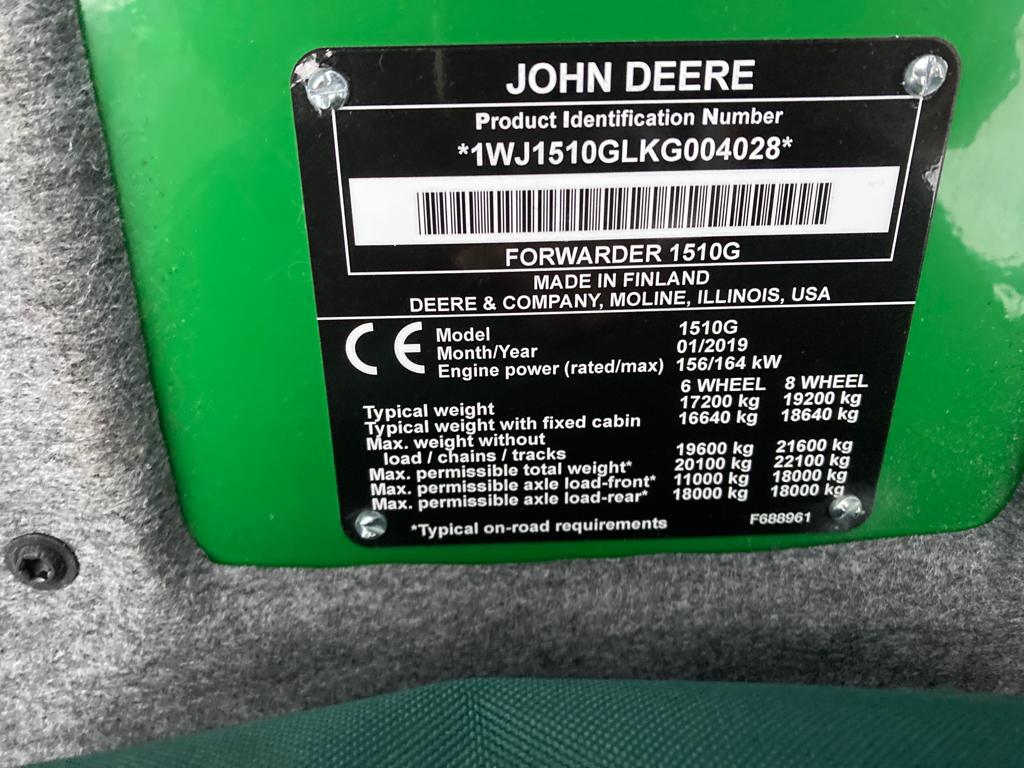 JOHN DEERE
Product Identification Number
*1WJ1510GLKG004028*
FORWARDER 1510G
MADE IN FINLAND
DEERE & COMPANY, MOLINE, ILLINOIS, USA
CE Model 1510G
Month/Year 01/2019
Engine power (rated/max) 156/164 kW
6 WHEEL 8 WHEEL
Typical weight 17200 kg 19200 kg
Typical weight with fixed cabin 16640 kg 18640 kg
Max. weight without
load / chains / tracks 19600 kg 21600 kg
Max. permissible total weight* 20100 kg 22100 kg
Max. permissible axle load-front* 11000 kg 18000 kg
Max. permissible axle load-rear* 18000 kg 18000 kg
*Typical on-road requirements F688961